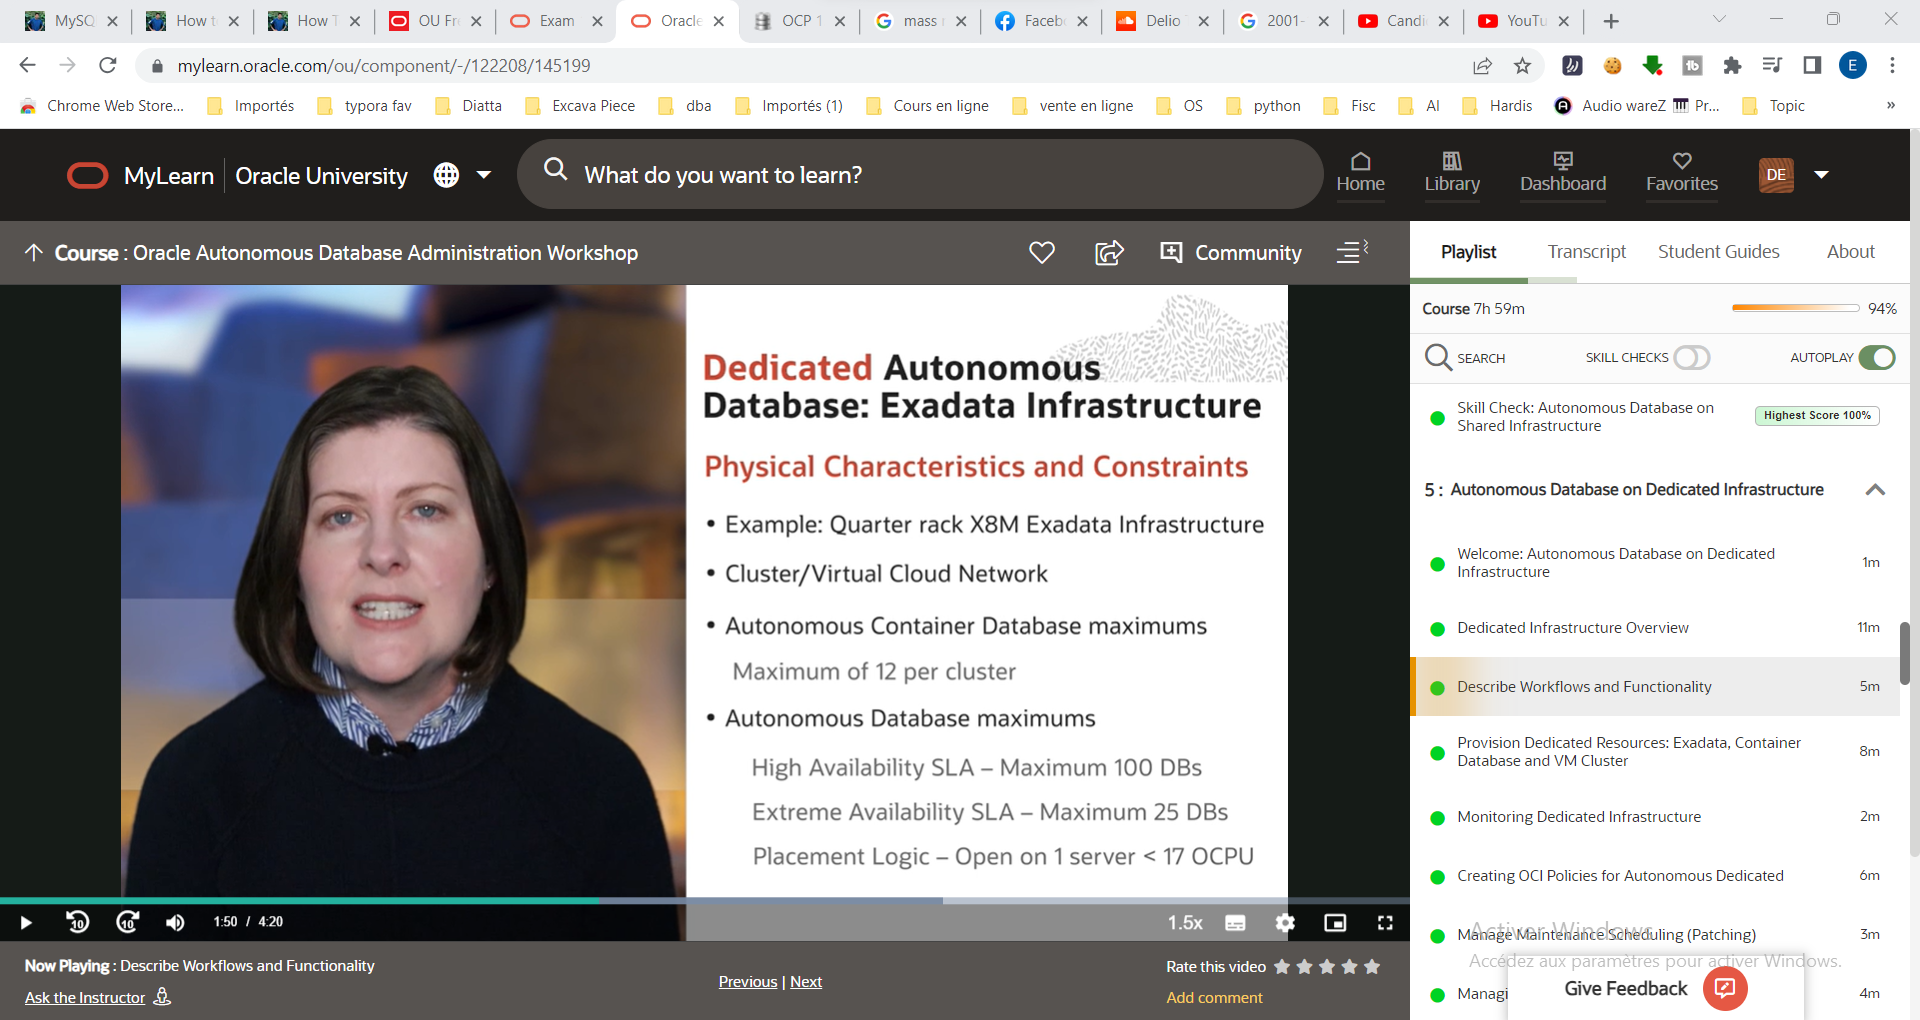 MySQ
How t
How T
OU Fr
Exam
Oracle
OCP 1
mass
Faceb
Delio
2001-
Candi
YouTu
mylearn.oracle.com/ou/component/-/122208/145199
E
Chrome Web Store...
Importés
typora fav
Diatta
Excava Piece
dba
Importés (1)
Cours en ligne
vente en ligne
OS
python
Fisc
AI
Hardis
Audio wareZ
Pr...
Topic
»
MyLearn
Oracle University
What do you want to learn?
Home
Library
Dashboard
Favorites
DE
Course : Oracle Autonomous Database Administration Workshop
Community
Playlist
Transcript
Student Guides
About
Course 7h 59m
94%
SEARCH
SKILL CHECKS
AUTOPLAY
Skill Check: Autonomous Database on
Shared Infrastructure
Highest Score 100%
5 : Autonomous Database on Dedicated Infrastructure
Welcome: Autonomous Database on Dedicated
Infrastructure
1m
Dedicated Infrastructure Overview
11m
Describe Workflows and Functionality
5m
Provision Dedicated Resources: Exadata, Container
Database and VM Cluster
8m
Monitoring Dedicated Infrastructure
2m
Creating OCI Policies for Autonomous Dedicated
6m
Activer Windows
Manage Maintenance Scheduling (Patching)
3m
Accédez aux paramètres pour activer Windows.
Managi
4m
Give Feedback
Dedicated Autonomous
Database: Exadata Infrastructure
Physical Characteristics and Constraints
• Example: Quarter rack X8M Exadata Infrastructure
• Cluster/Virtual Cloud Network
• Autonomous Container Database maximums
Maximum of 12 per cluster
• Autonomous Database maximums
High Availability SLA – Maximum 100 DBs
Extreme Availability SLA – Maximum 25 DBs
Placement Logic – Open on 1 server < 17 OCPU
10
10
1:50 / 4:20
1.5x
Now Playing : Describe Workflows and Functionality
Ask the Instructor
Previous | Next
Rate this video
Add comment